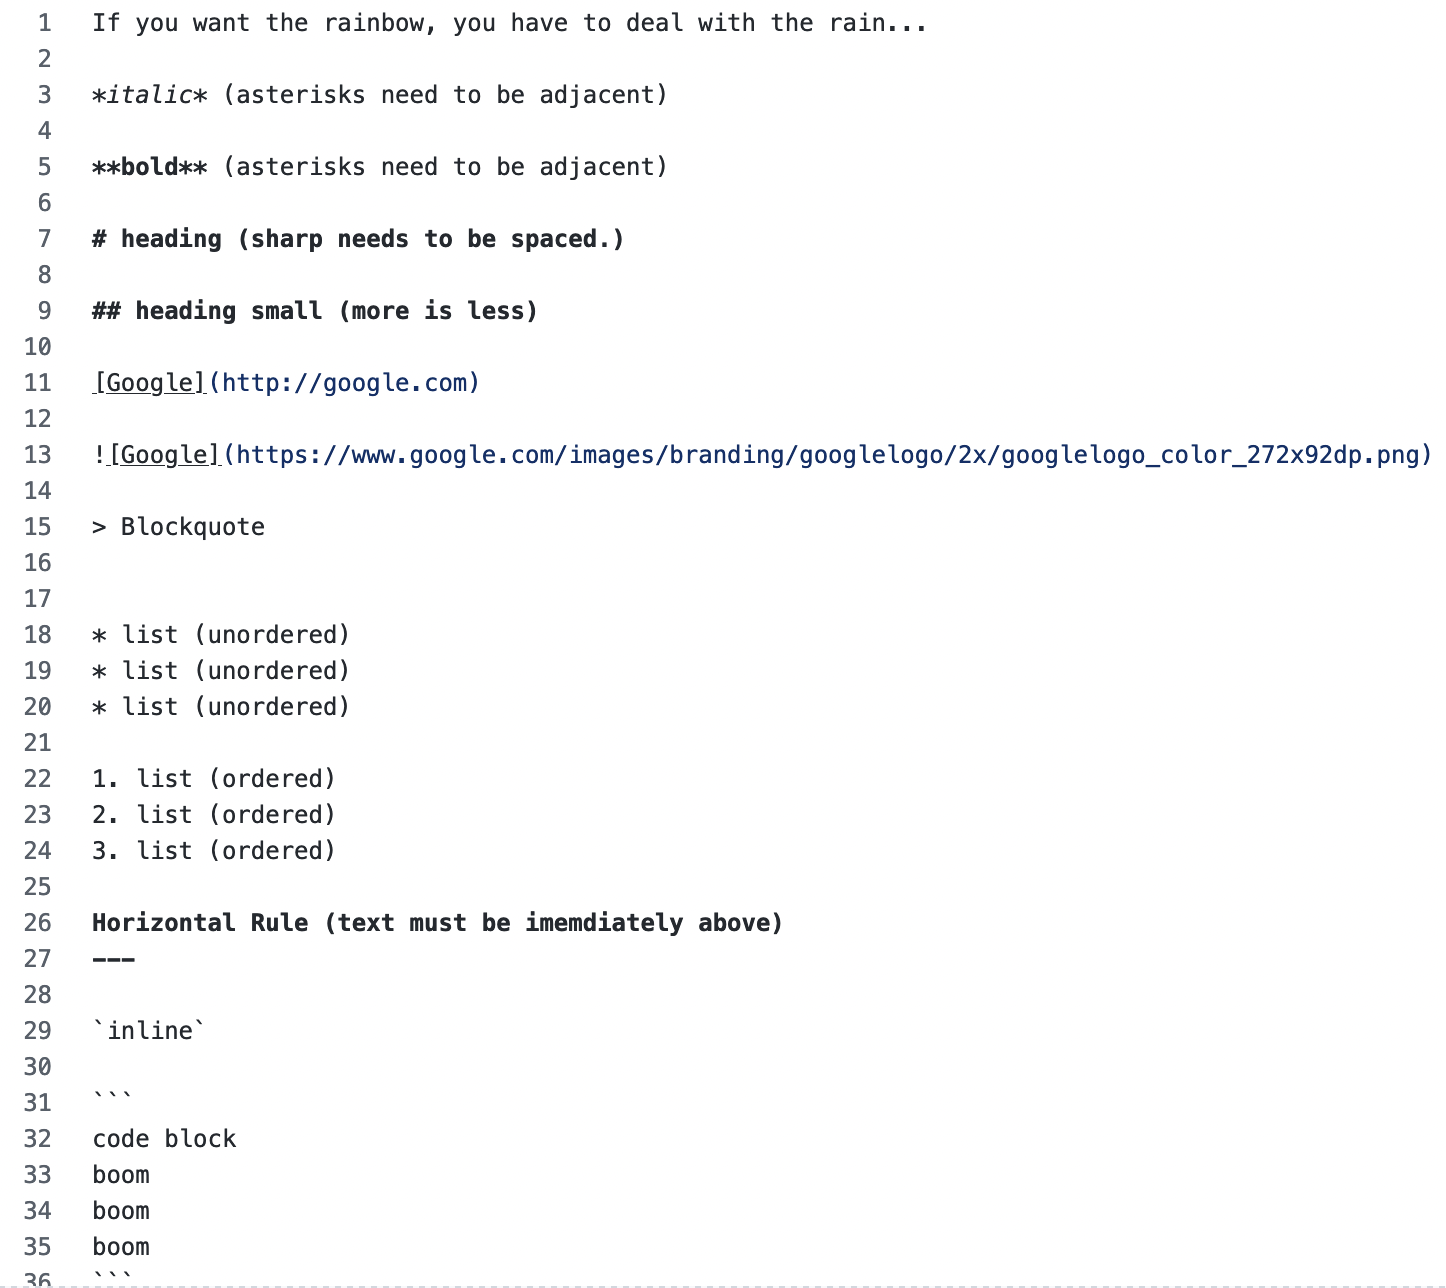 1 If you want the rainbow, you have to deal with the rain...
2
3 *italic* (asterisks need to be adjacent)
4
5 **bold** (asterisks need to be adjacent)
6
7 # heading (sharp needs to be spaced.)
8
9 ## heading small (more is less)
10
11 [Google](http://google.com)
12
13 ![Google](https://www.google.com/images/branding/googlelogo/2x/googlelogo_color_272x92dp.png)
14
15 > Blockquote
16
17
18 * list (unordered)
19 * list (unordered)
20 * list (unordered)
21
22 1. list (ordered)
23 2. list (ordered)
24 3. list (ordered)
25
26 Horizontal Rule (text must be imemdiately above)
27 ---
28
29 `inline`
30
31 ```
32 code block
33 boom
34 boom
35 boom
36 ```